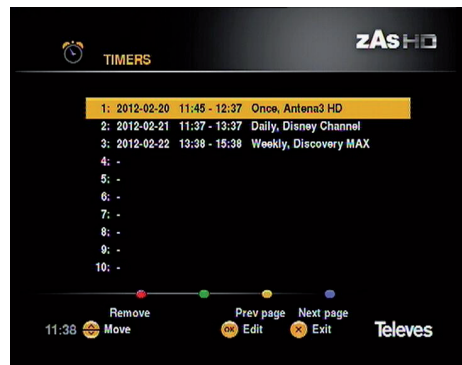 zAs HD
TIMERS
1: 2012-02-20 11:45 - 12:37 Once, Antena3 HD
2: 2012-02-21 11:37 - 13:37 Daily, Disney Channel
3: 2012-02-22 13:38 - 15:38 Weekly, Discovery MAX
4: -
5: -
6: -
7: -
8: -
9: -
10: -
Remove Prev page Next page
11:38 Move OK Edit X Exit Televes